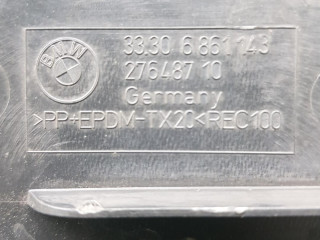 BMW
33.30 6 861 143
276487 10
Germany
>PP+EPDM-TX20<REC100